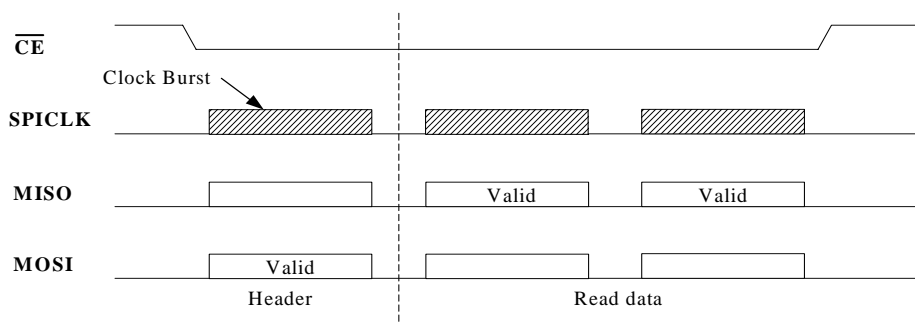 CE
Clock Burst
SPICLK
MISO
Valid Valid
MOSI
Valid
Header Read data